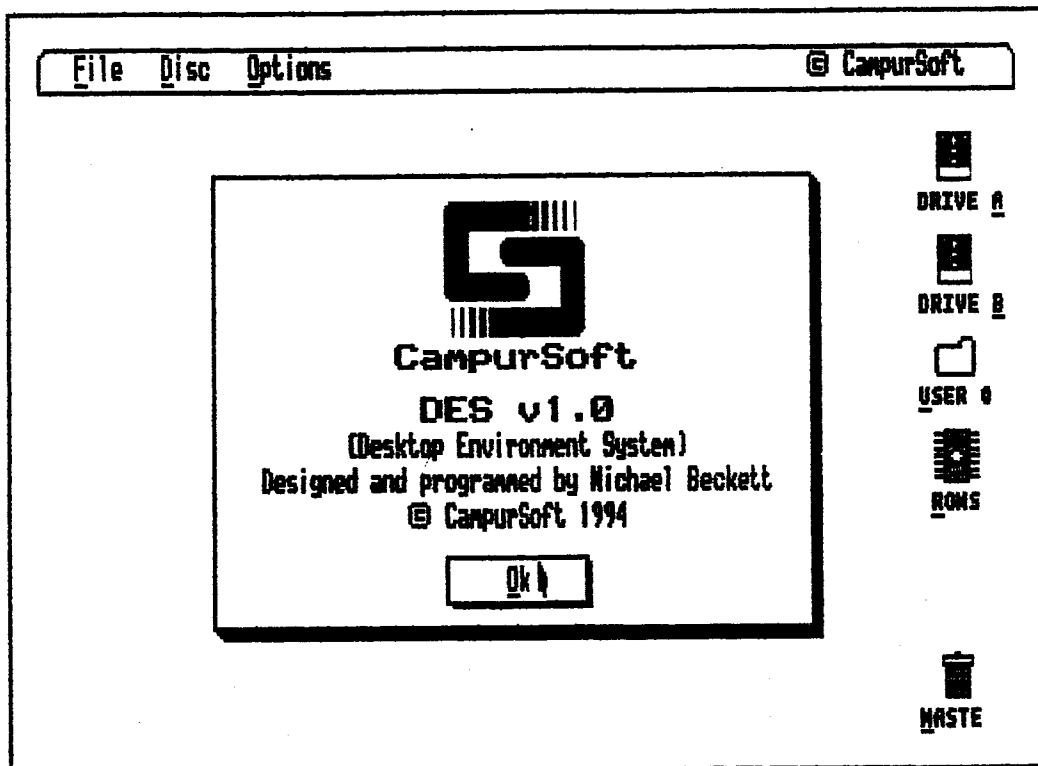 File Disc Options © CampurSoft
DRIVE A
DRIVE B
USER 0
ROMS
WASTE
CampurSoft
DES v1.0
(Desktop Environment System)
Designed and programmed by Michael Beckett
© CampurSoft 1994
Ok